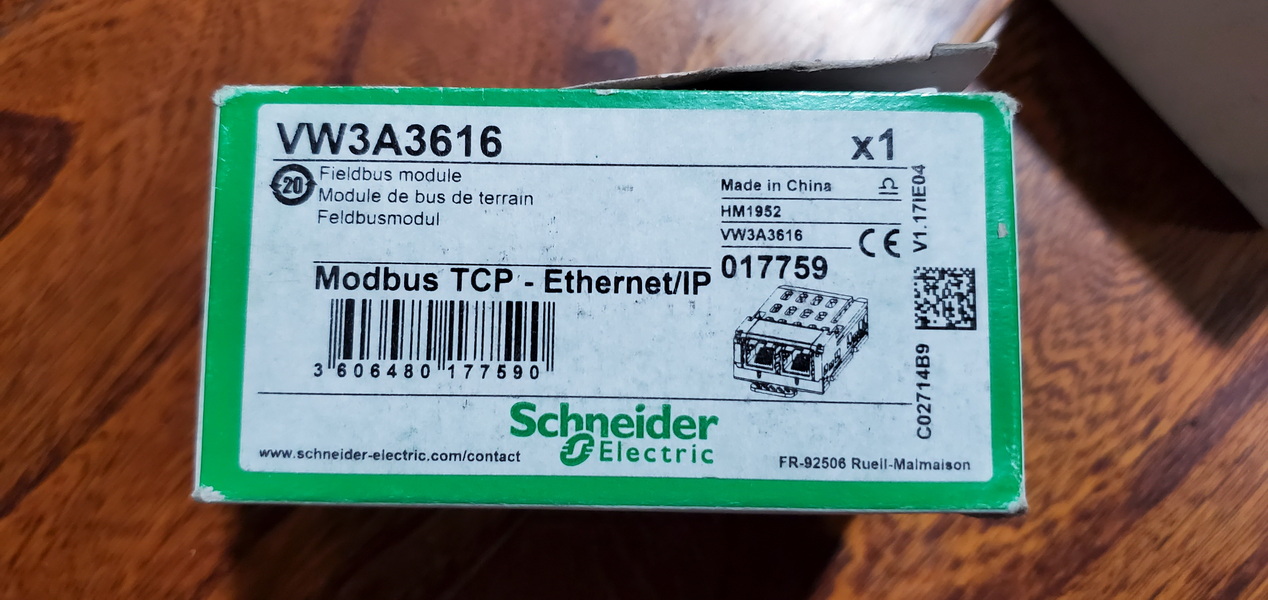 VW3A3616
x1
20
Fieldbus module
Module de bus de terrain
Feldbusmodul
Made in China
HM1952
VW3A3616
CE
V1.17IE04
Modbus TCP - Ethernet/IP
017759
3 606480 177590
C02714B9
Schneider
Electric
www.schneider-electric.com/contact
FR-92506 Rueil-Malmaison